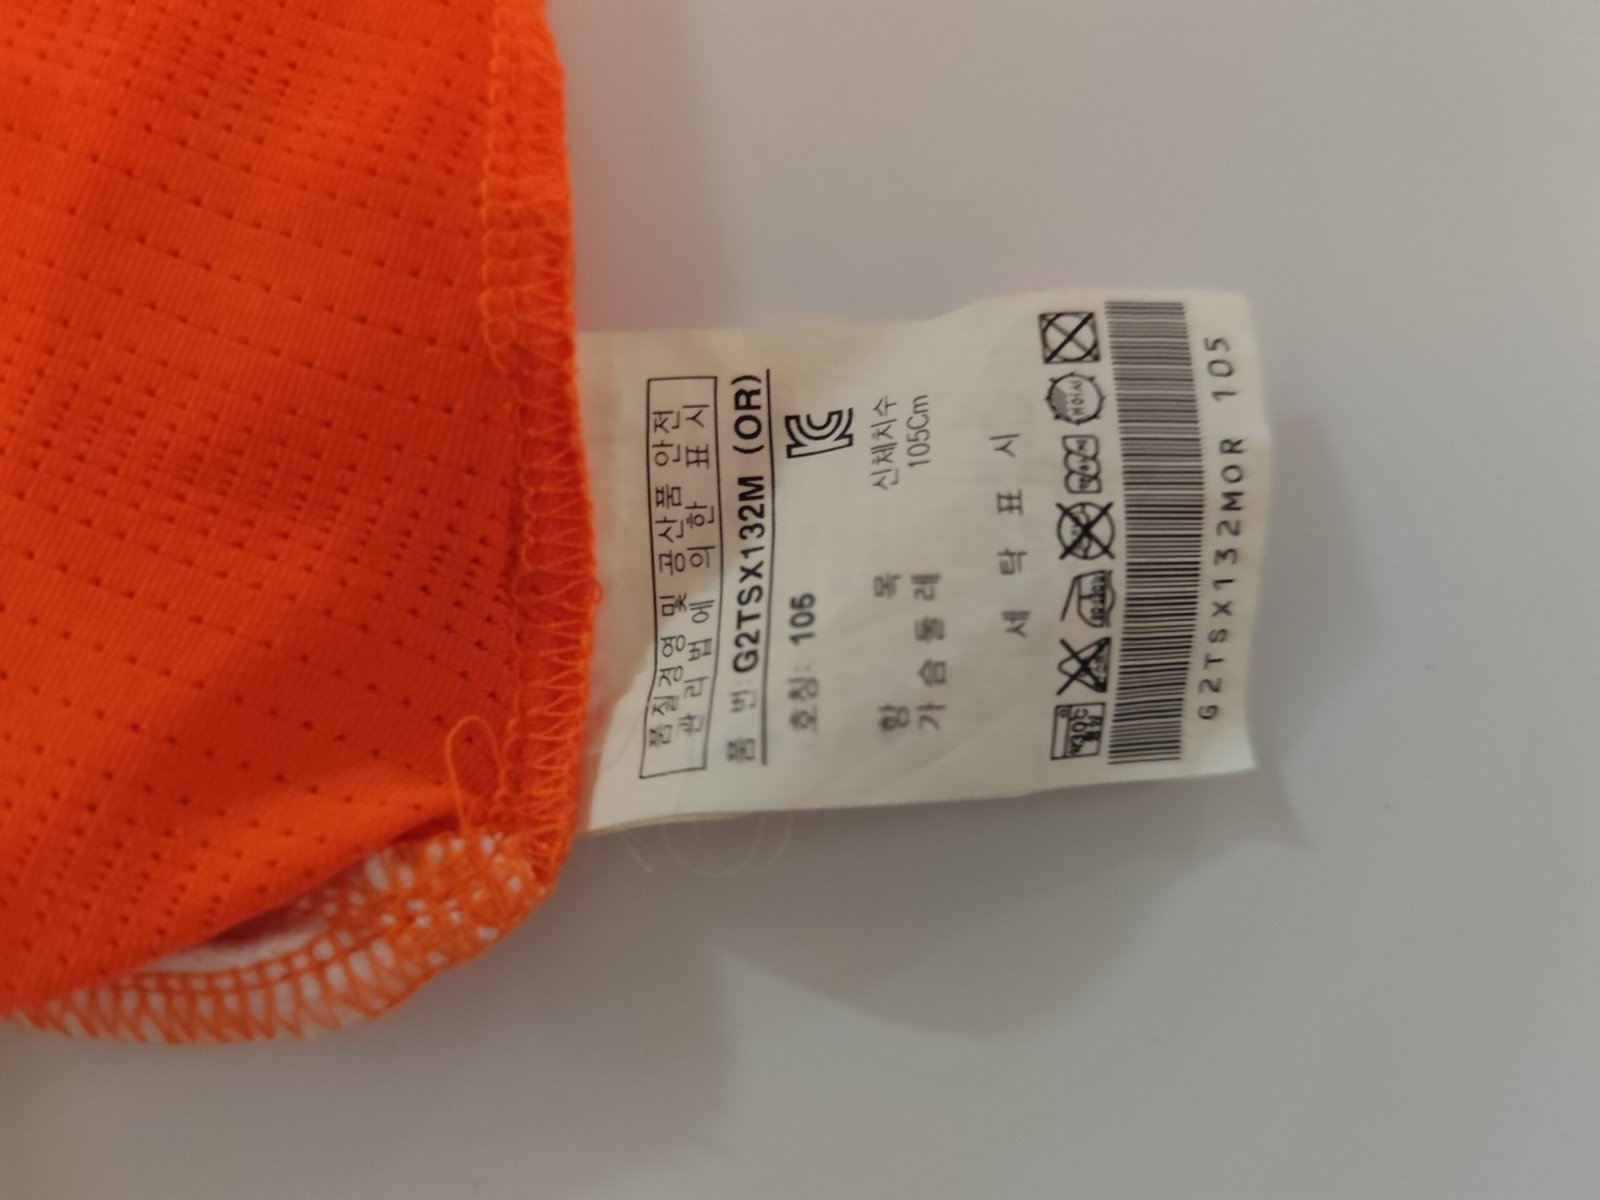 품질경영 및 공산품 안전
관리법에 의한 표시
품 번: G2TSX132M (OR)
호칭: 105
항 목 신체치수
가슴둘레 105Cm
세 탁 표 시
G2TSX132MOR 105